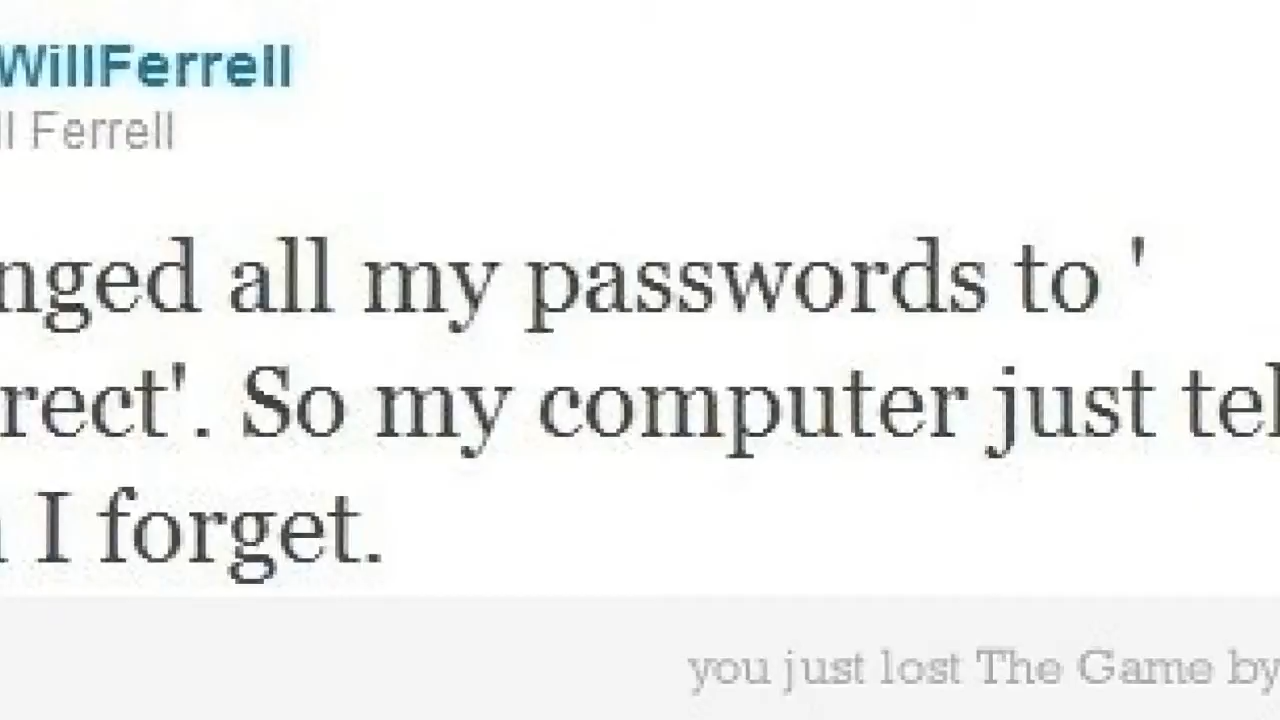 WillFerrell
ll Ferrell
nged all my passwords to '
rect'. So my computer just tel
I forget.
you just lost The Game by